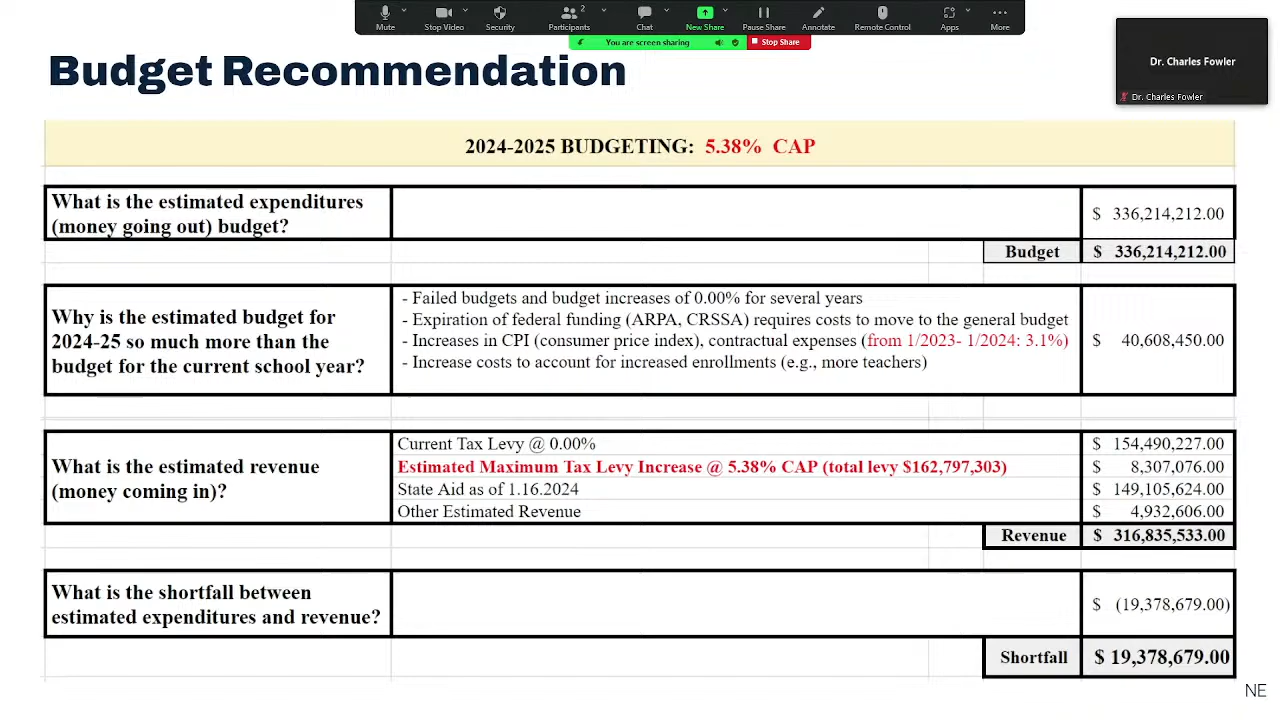 Mute
Stop Video
Security
Participants
2
Chat
New Share
Pause Share
Annotate
Remote Control
Apps
More
You are screen sharing
Stop Share
Dr. Charles Fowler
Dr. Charles Fowler
Budget Recommendation
2024-2025 BUDGETING: 5.38% CAP
What is the estimated expenditures
(money going out) budget?
$ 336,214,212.00
Budget $ 336,214,212.00
Why is the estimated budget for
2024-25 so much more than the
budget for the current school year?
- Failed budgets and budget increases of 0.00% for several years
- Expiration of federal funding (ARPA, CRSSA) requires costs to move to the general budget
- Increases in CPI (consumer price index), contractual expenses (from 1/2023- 1/2024: 3.1%)
- Increase costs to account for increased enrollments (e.g., more teachers)
$ 40,608,450.00
What is the estimated revenue
(money coming in)?
Current Tax Levy @ 0.00% $ 154,490,227.00
Estimated Maximum Tax Levy Increase @ 5.38% CAP (total levy $162,797,303) $ 8,307,076.00
State Aid as of 1.16.2024 $ 149,105,624.00
Other Estimated Revenue $ 4,932,606.00
Revenue $ 316,835,533.00
What is the shortfall between
estimated expenditures and revenue?
$ (19,378,679.00)
Shortfall $ 19,378,679.00
NE